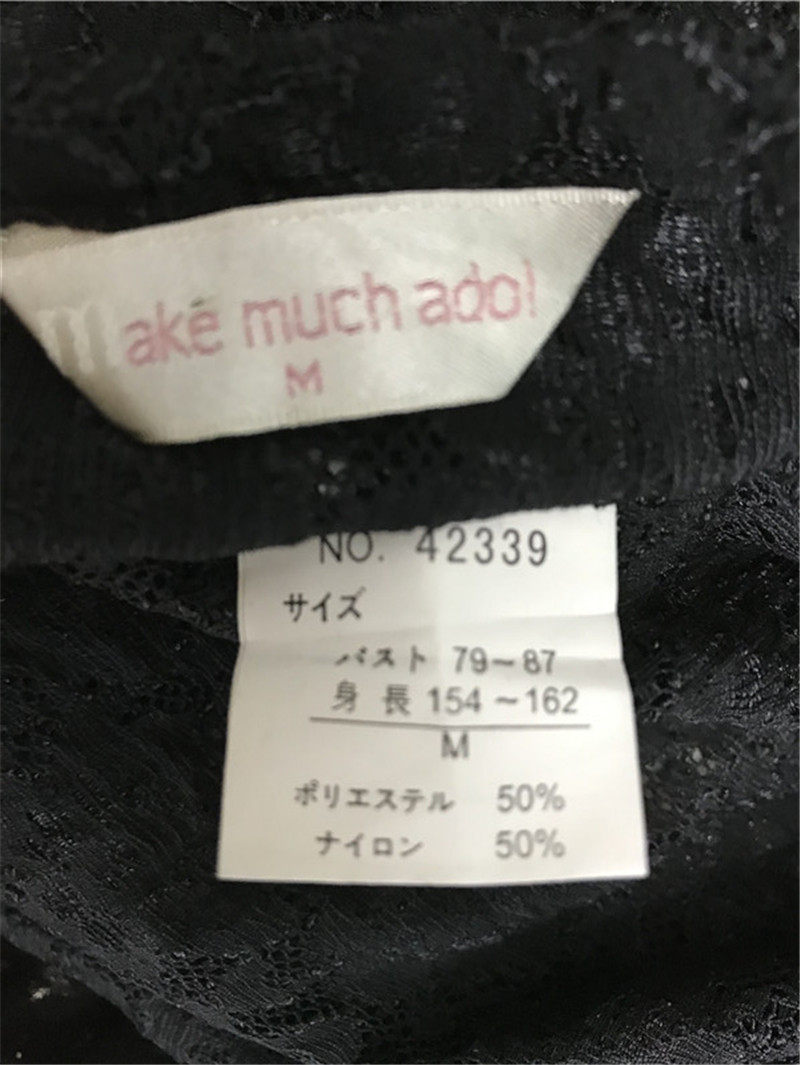 make much ado!
M
NO. 42339
サイズ
バスト 79~87
身長 154~162
M
ポリエステル 50%
ナイロン 50%